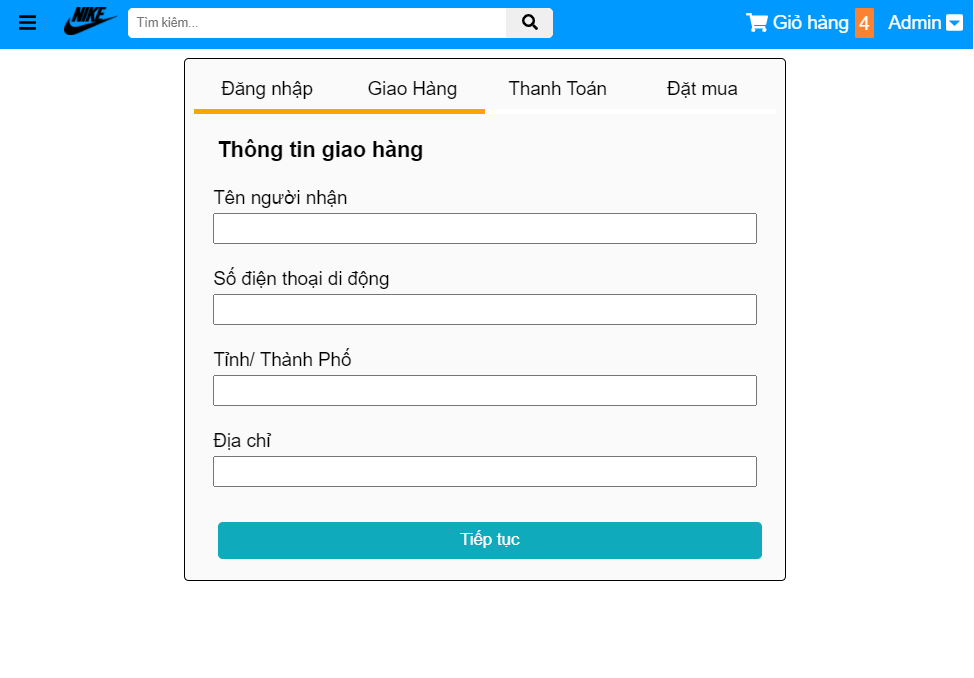 NIKE Tìm kiêm... Giỏ hàng 4 Admin
Đăng nhập Giao Hàng Thanh Toán Đặt mua
Thông tin giao hàng
Tên người nhận
Số điện thoại di động
Tỉnh/ Thành Phố
Địa chỉ
Tiếp tục